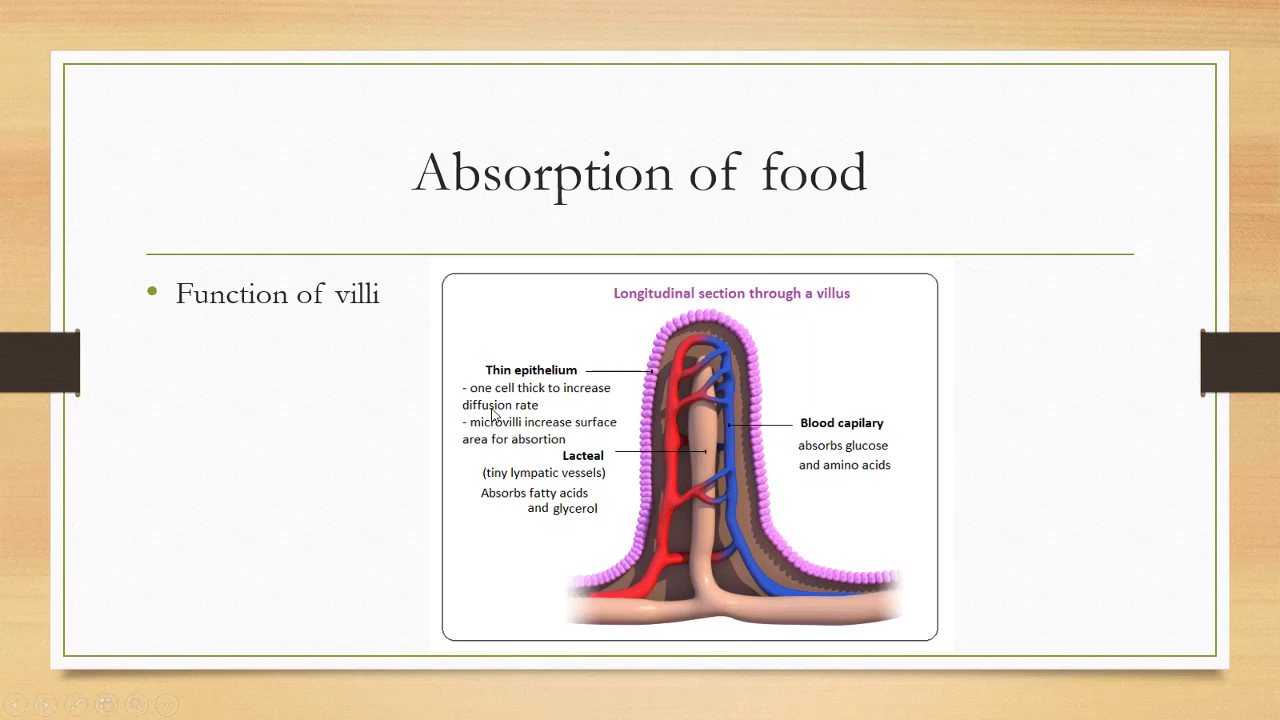 Absorption of food
• Function of villi
Longitudinal section through a villus
Thin epithelium
- one cell thick to increase
diffusion rate
- microvilli increase surface
area for absortion
Lacteal
(tiny lympatic vessels)
Absorbs fatty acids
and glycerol
Blood capilary
absorbs glucose
and amino acids